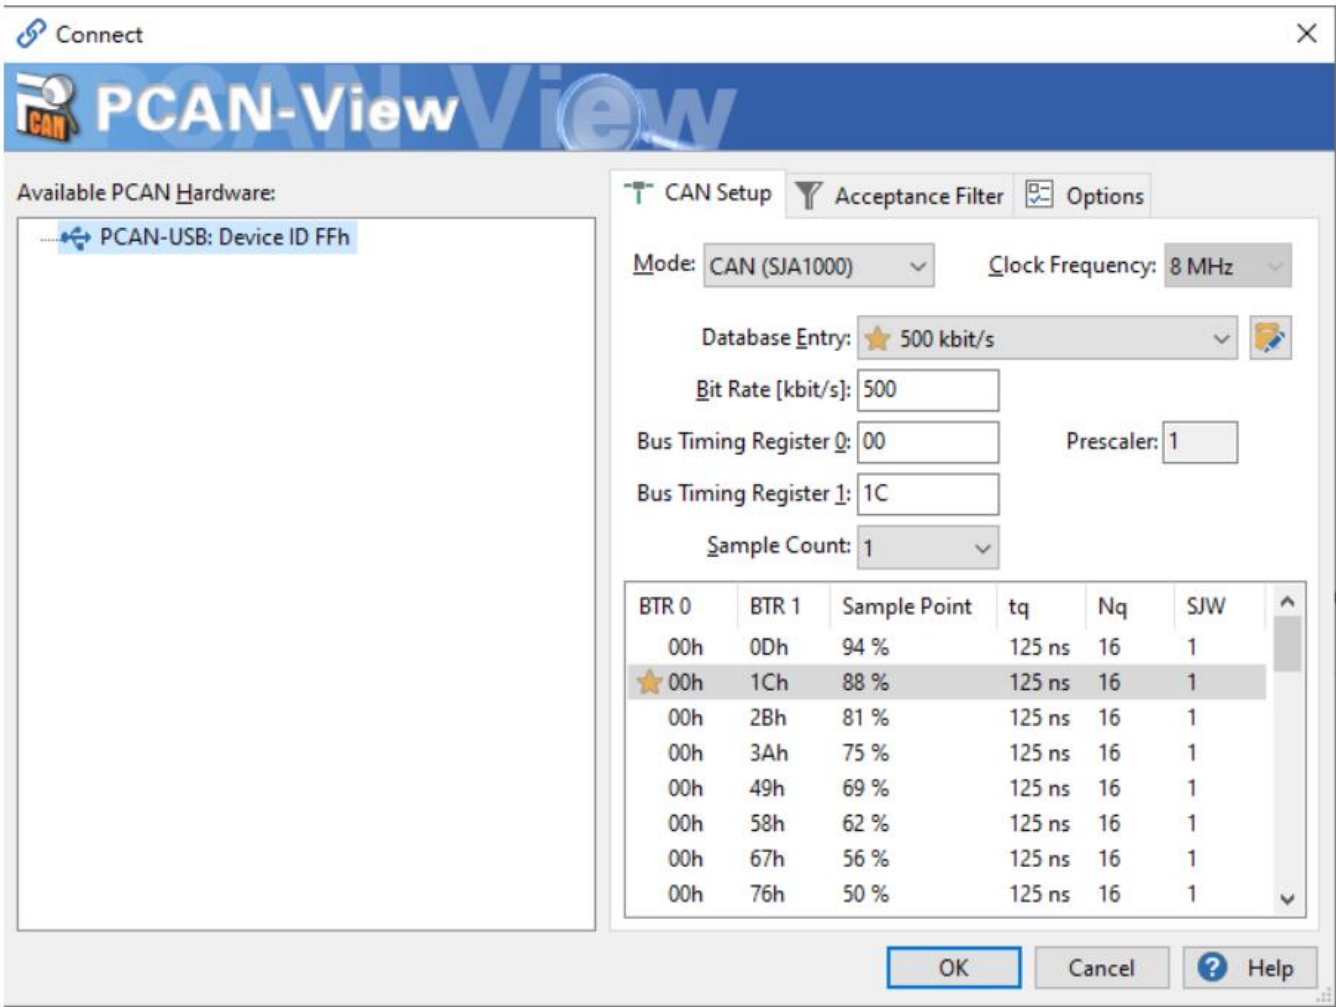 Connect
PCAN-View
CAN
Available PCAN Hardware:
PCAN-USB: Device ID FFh
CAN Setup Acceptance Filter Options
Mode: CAN (SJA1000) Clock Frequency: 8 MHz
Database Entry: 500 kbit/s
Bit Rate [kbit/s]: 500
Bus Timing Register 0: 00 Prescaler: 1
Bus Timing Register 1: 1C
Sample Count: 1
BTR 0 BTR 1 Sample Point tq Nq SJW
00h 0Dh 94 % 125 ns 16 1
00h 1Ch 88 % 125 ns 16 1
00h 2Bh 81 % 125 ns 16 1
00h 3Ah 75 % 125 ns 16 1
00h 49h 69 % 125 ns 16 1
00h 58h 62 % 125 ns 16 1
00h 67h 56 % 125 ns 16 1
00h 76h 50 % 125 ns 16 1
OK Cancel Help